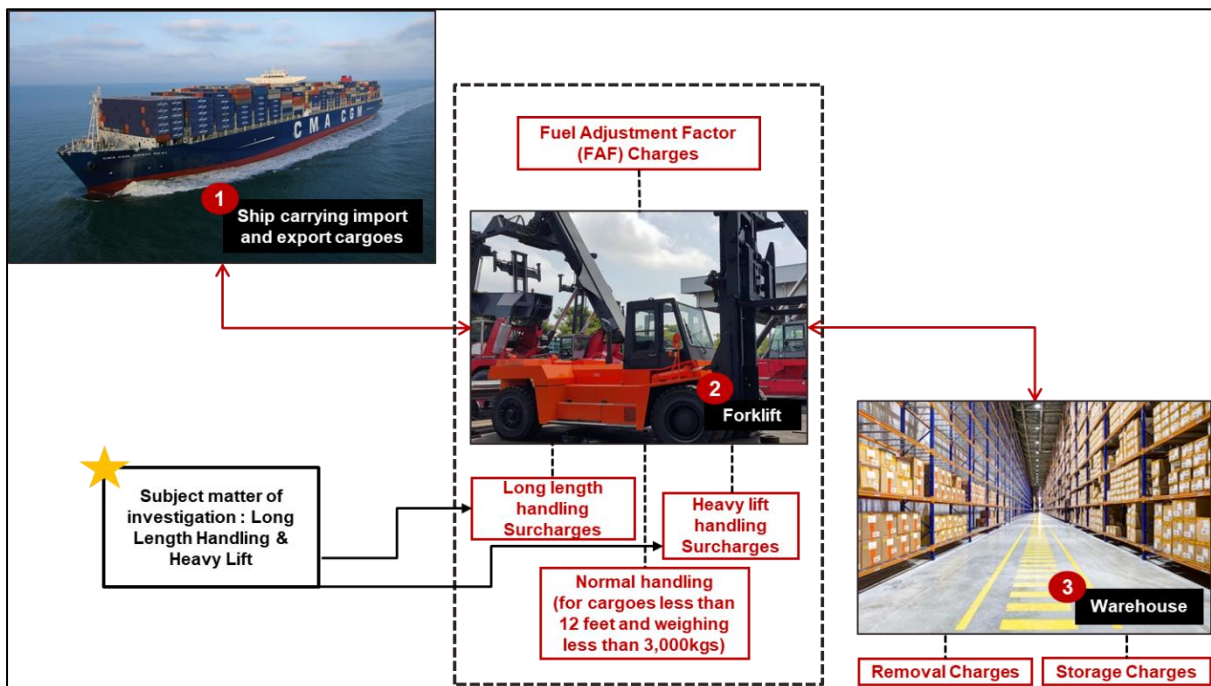 CMA CGM
1
Ship carrying import
and export cargoes
Fuel Adjustment Factor
(FAF) Charges
2
Forklift
3
Warehouse
Subject matter of
investigation : Long
Length Handling &
Heavy Lift
Long length
handling
Surcharges
Heavy lift
handling
Surcharges
Normal handling
(for cargoes less than
12 feet and weighing
less than 3,000kgs)
Removal Charges
Storage Charges